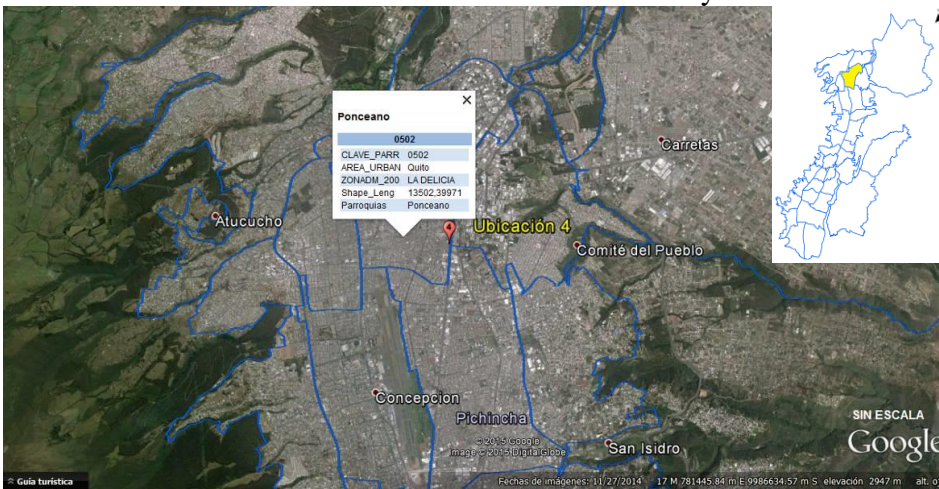 Ponceano
0502
CLAVE_PARR 0502
AREA_URBAN Quito
ZONADM_200 LA DELICIA
Shape_Leng 13502,39971
Parroquias Ponceano
Carretas
Atucucho
4
Ubicación 4
Comité del Pueblo
Concepcion
Pichincha
SIN ESCALA
© 2015 Google
Image © 2015 DigitalGlobe
San Isidro
Google
Guía turística
Fechas de imágenes: 11/27/2014 17 M 781445.84 m E 9986634.57 m S elevación 2947 m alt.